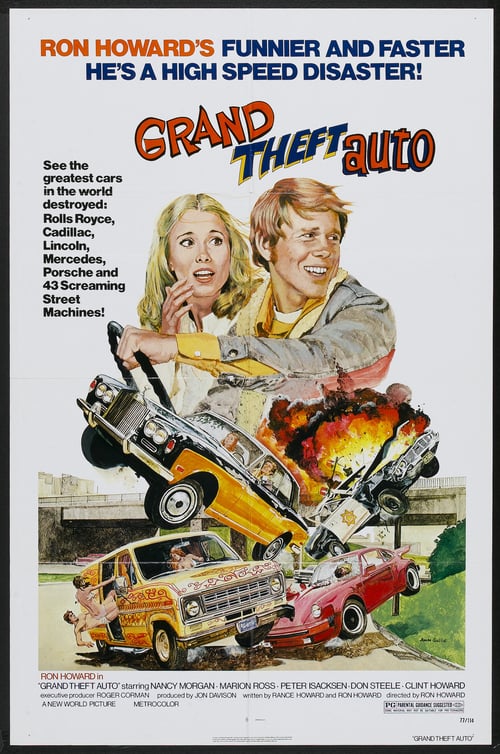 RON HOWARD'S FUNNIER AND FASTER
HE'S A HIGH SPEED DISASTER!
GRAND
THEFT auto
See the
greatest cars
in the world
destroyed:
Rolls Royce,
Cadillac,
Lincoln,
Mercedes,
Porsche and
43 Screaming
Street
Machines!
RON HOWARD in
"GRAND THEFT AUTO" starring NANCY MORGAN · MARION ROSS · PETER ISACKSEN · DON STEELE · CLINT HOWARD
executive producer ROGER CORMAN produced by JON DAVISON written by RANCE HOWARD and RON HOWARD directed by RON HOWARD
A NEW WORLD PICTURE METROCOLOR
PG PARENTAL GUIDANCE SUGGESTED
77/114
"GRAND THEFT AUTO"